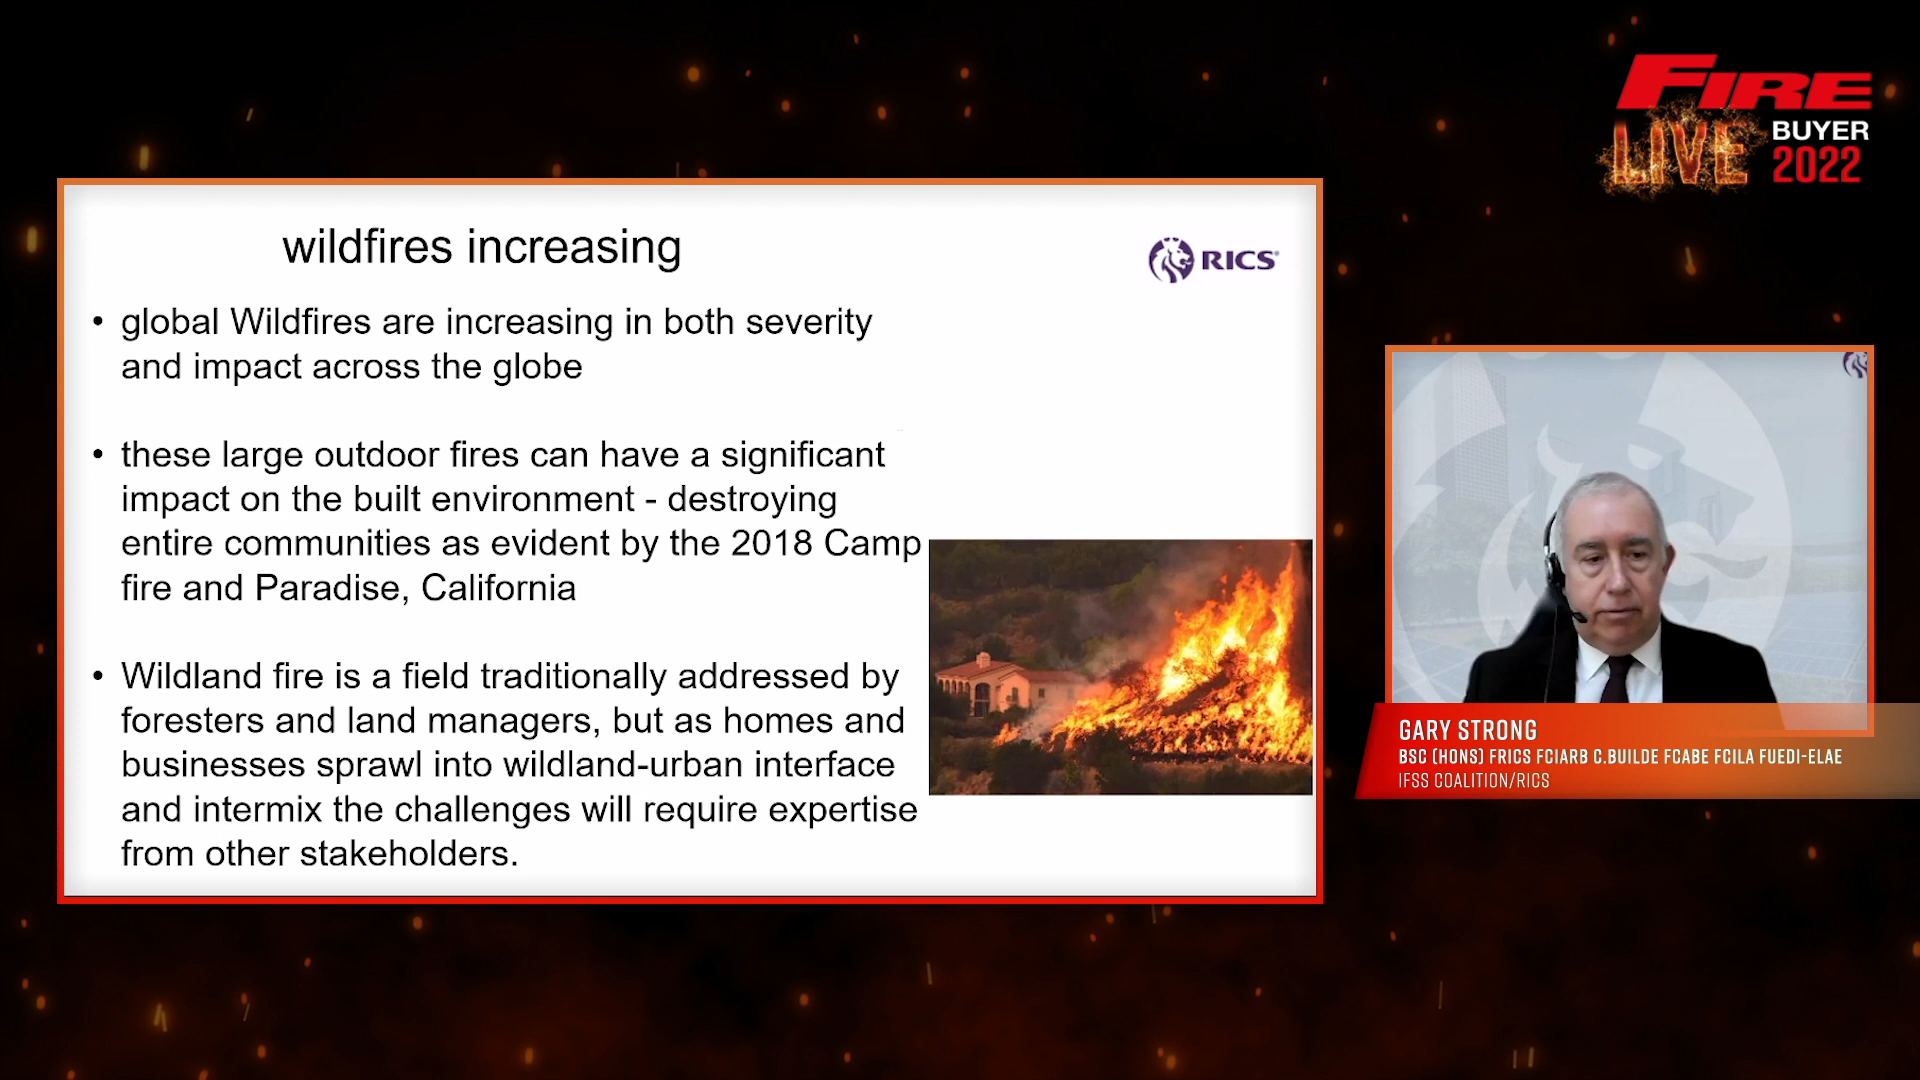 FIRE
LIVE
BUYER
2022
wildfires increasing
RICS
• global Wildfires are increasing in both severity
and impact across the globe
• these large outdoor fires can have a significant
impact on the built environment - destroying
entire communities as evident by the 2018 Camp
fire and Paradise, California
• Wildland fire is a field traditionally addressed by
foresters and land managers, but as homes and
businesses sprawl into wildland-urban interface
and intermix the challenges will require expertise
from other stakeholders.
GARY STRONG
BSC (HONS) FRICS FCIARB C.BUILDE FCABE FCILA FUEDI-ELAE
IFSS COALITION/RICS